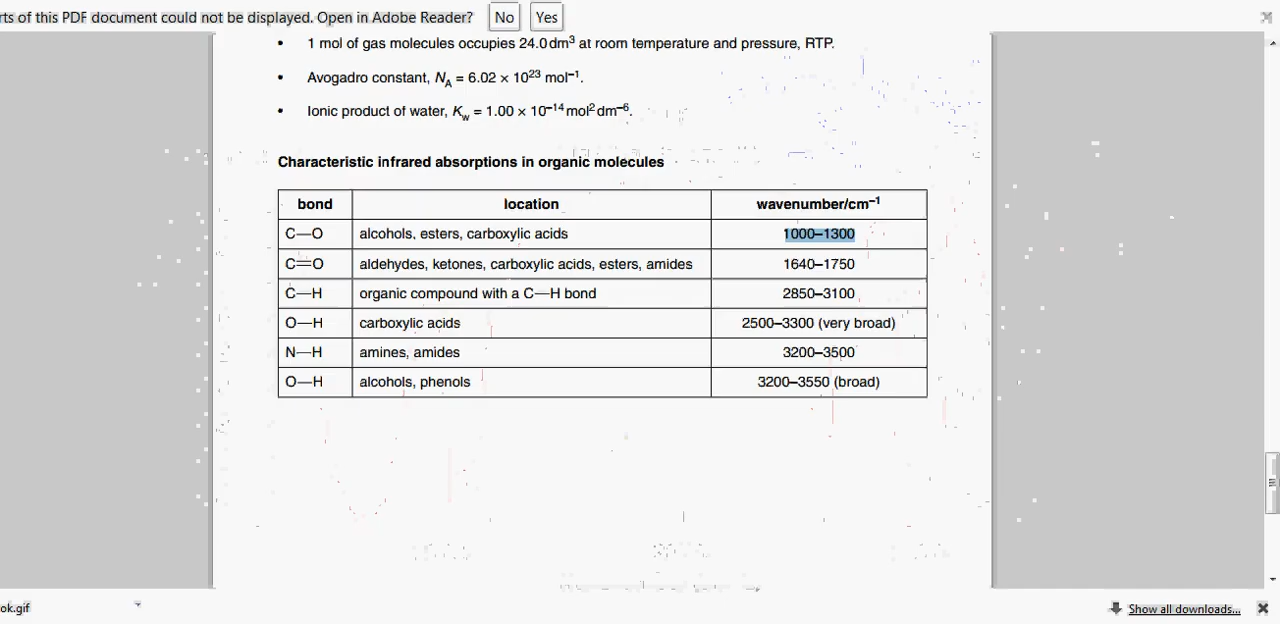 rts of this PDF document could not be displayed. Open in Adobe Reader? No Yes
• 1 mol of gas molecules occupies 24.0 dm³ at room temperature and pressure, RTP.
• Avogadro constant, N_A = 6.02 × 10²³ mol⁻¹.
• Ionic product of water, K_w = 1.00 × 10⁻¹⁴ mol² dm⁻⁶.
Characteristic infrared absorptions in organic molecules
bond location wavenumber/cm⁻¹
C—O alcohols, esters, carboxylic acids 1000–1300
C=O aldehydes, ketones, carboxylic acids, esters, amides 1640–1750
C—H organic compound with a C—H bond 2850–3100
O—H carboxylic acids 2500–3300 (very broad)
N—H amines, amides 3200–3500
O—H alcohols, phenols 3200–3550 (broad)
ok.gif Show all downloads...